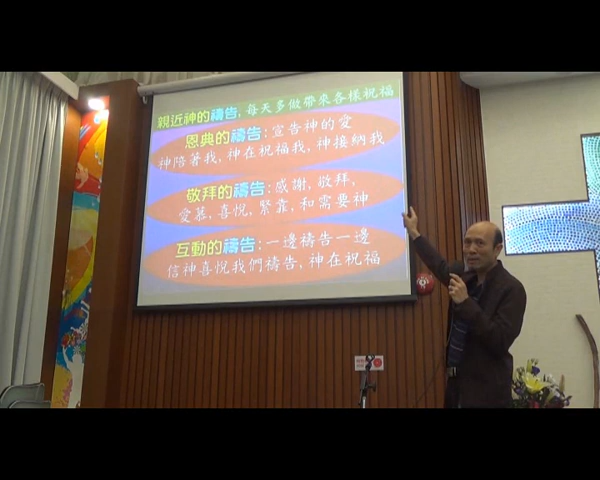 親近神的禱告, 每天多做帶來各樣祝福
恩典的禱告: 宣告神的愛
神陪著我, 神在祝福我, 神接納我
敬拜的禱告: 感謝, 敬拜,
愛慕, 喜悅, 緊靠, 和需要神
互動的禱告: 一邊禱告一邊
信神喜悅我們禱告, 神在祝福